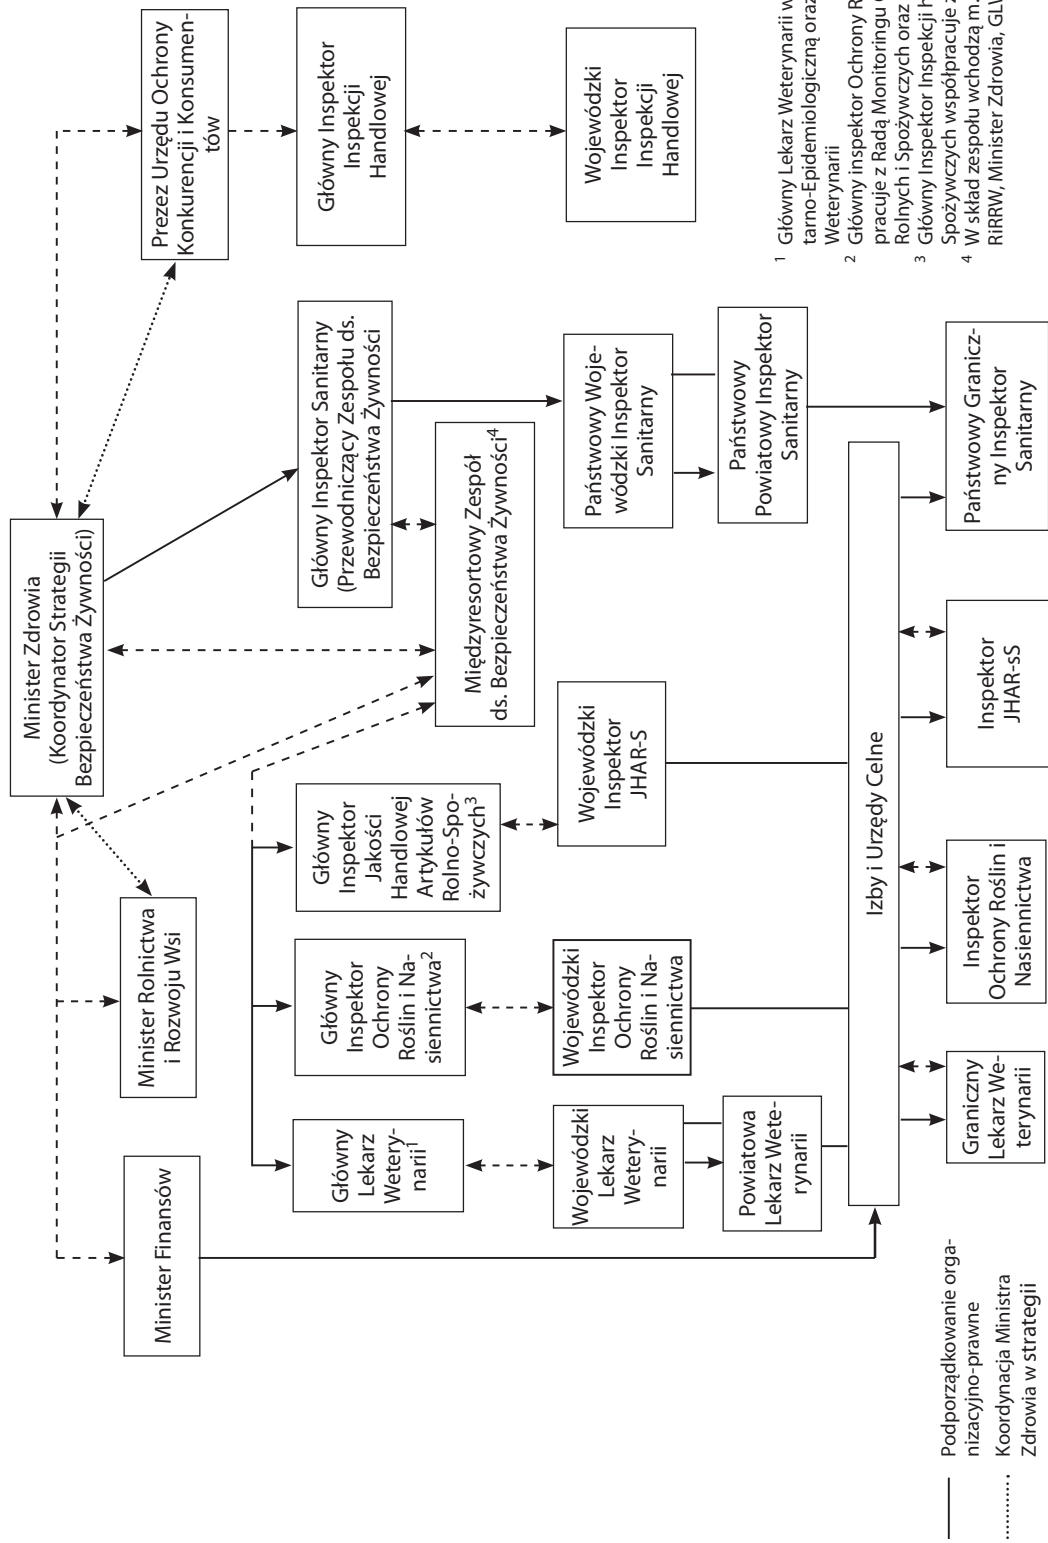 Minister Zdrowia
(Koordynator Strategii
Bezpieczeństwa Żywności)
Minister Finansów
Minister Rolnictwa
i Rozwoju Wsi
Prezez Urzędu Ochrony
Konkurencji i Konsumen-
tów
Główny
Lekarz
Wetery-
narii1
Główny
Inspektor
Ochrony
Roślin i Na-
siennictwa2
Główny
Inspektor
Jakości
Handlowej
Artykułów
Rolno-Spo-
żywczych3
Główny Inspektor Sanitarny
(Przewodniczący Zespołu ds.
Bezpieczeństwa Żywności
Główny Inspektor
Inspekcji
Handlowej
Międzyresortowy Zespół
ds. Bezpieczeństwa Żywności4
Wojewódzki
Lekarz
Wetery-
narii
Wojewódzki
Inspektor
Ochrony
Roślin i Na-
siennictwa
Wojewódzki
Inspektor
JHAR-S
Państwowy Woje-
wódzki Inspektor
Sanitarny
Wojewódzki
Inspektor
Inspekcji
Handlowej
Powiatowa
Lekarz Wete-
rynarii
Państwowy
Powiatowy Inspektor
Sanitarny
Izby i Urzędy Celne
Graniczny
Lekarz We-
terynarii
Inspektor
Ochrony Roślin i
Nasiennictwa
Inspektor
JHAR-sS
Państwowy Granicz-
ny Inspektor
Sanitarny
Podporządkowanie orga-
nizacyjno-prawne
Koordynacja Ministra
Zdrowia w strategii
1 Główny Lekarz Weterynarii w
tarno-Epidemiologiczną oraz
Weterynarii
2 Główny inspektor Ochrony R
pracuje z Radą Monitoringu
Rolnych i Spożywczych oraz
3 Główny Inspektor Inspekcji h
Spożywczych współpracuje z
4 W skład zespołu wchodzą m.
RiRRW, Minister Zdrowia, GLW